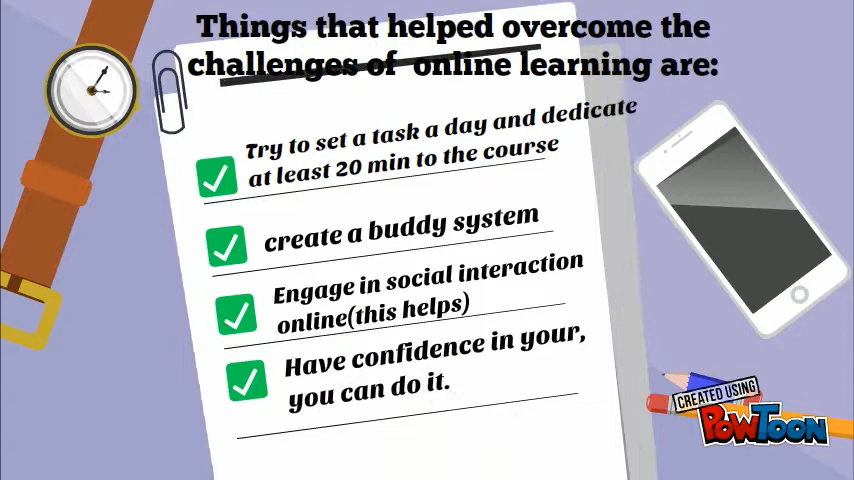 Things that helped overcome the
challenges of online learning are:
Try to set a task a day and dedicate
at least 20 min to the course
create a buddy system
Engage in social interaction
online(this helps)
Have confidence in your,
you can do it.
CREATED USING
POWTOON